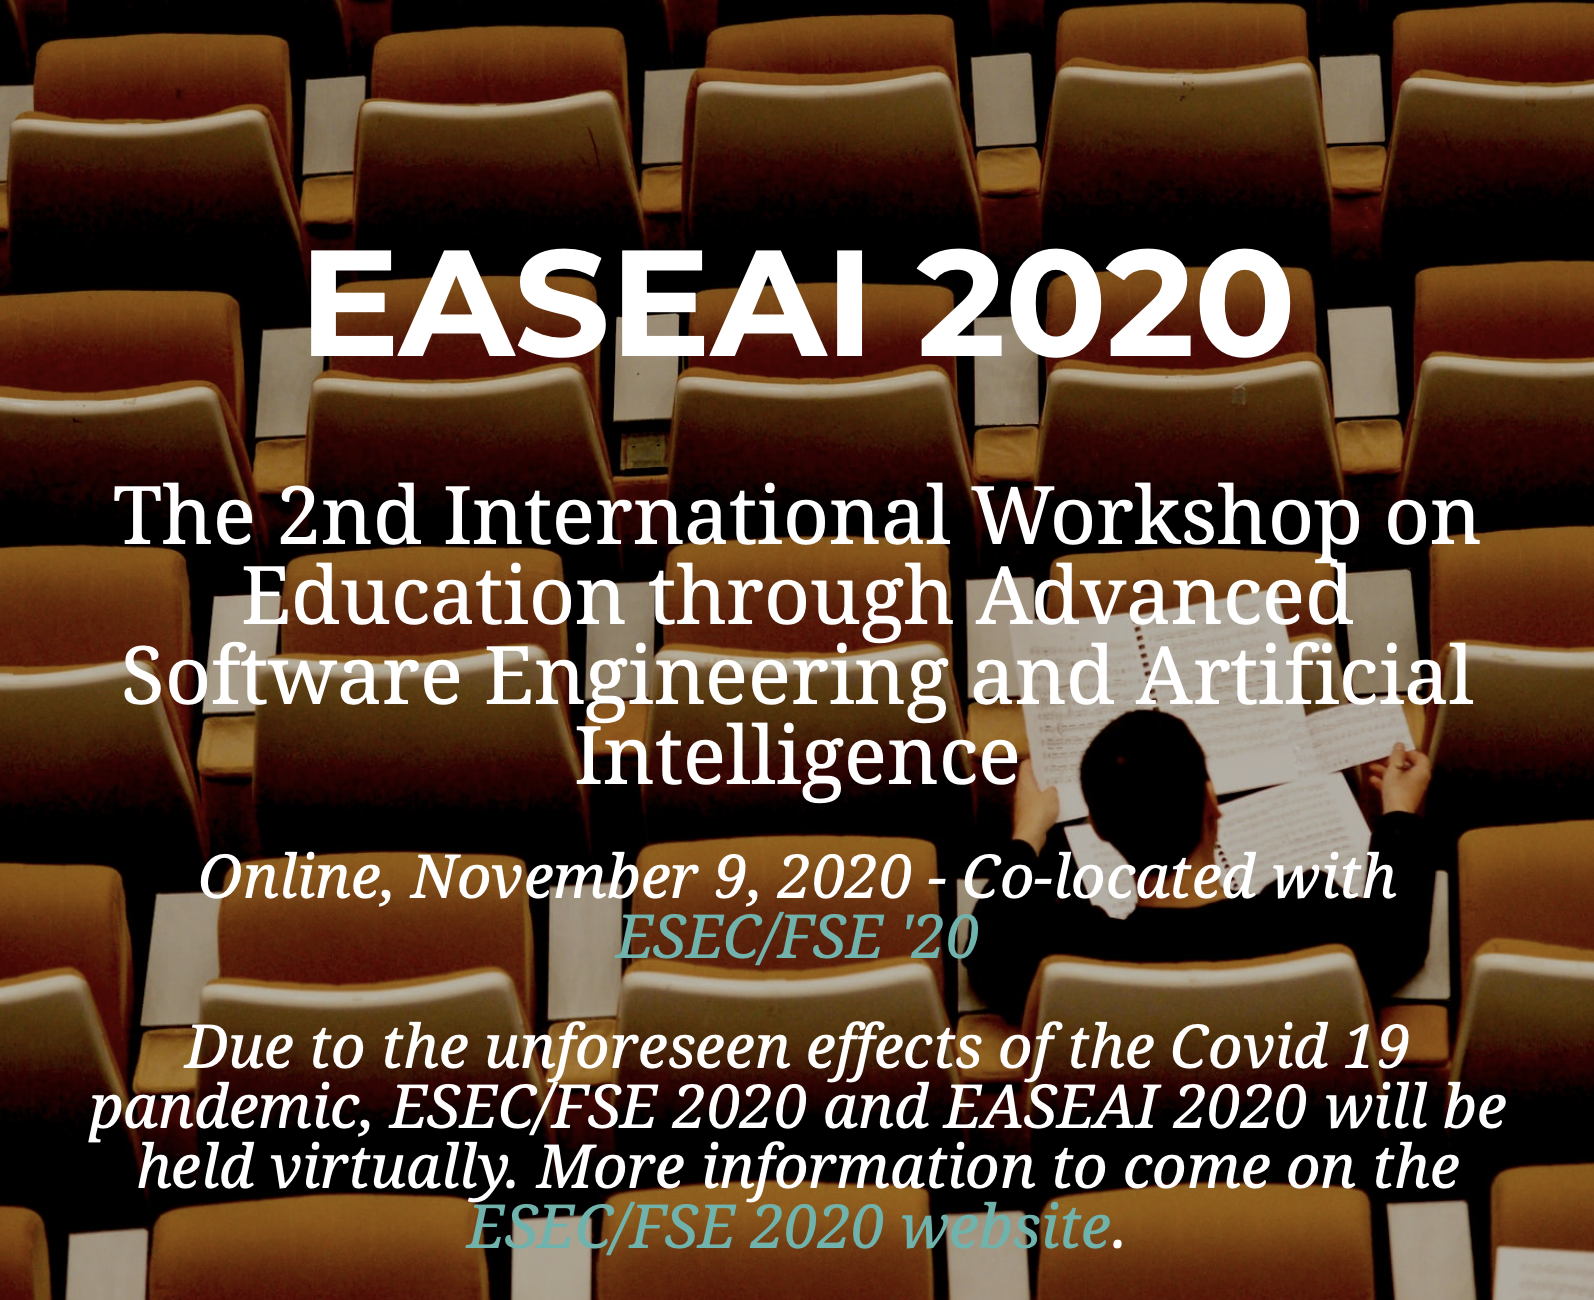 EASEAI 2020
The 2nd International Workshop on
Education through Advanced
Software Engineering and Artificial
Intelligence
Online, November 9, 2020 - Co-located with
ESEC/FSE '20
Due to the unforeseen effects of the Covid 19
pandemic, ESEC/FSE 2020 and EASEAI 2020 will be
held virtually. More information to come on the
ESEC/FSE 2020 website.